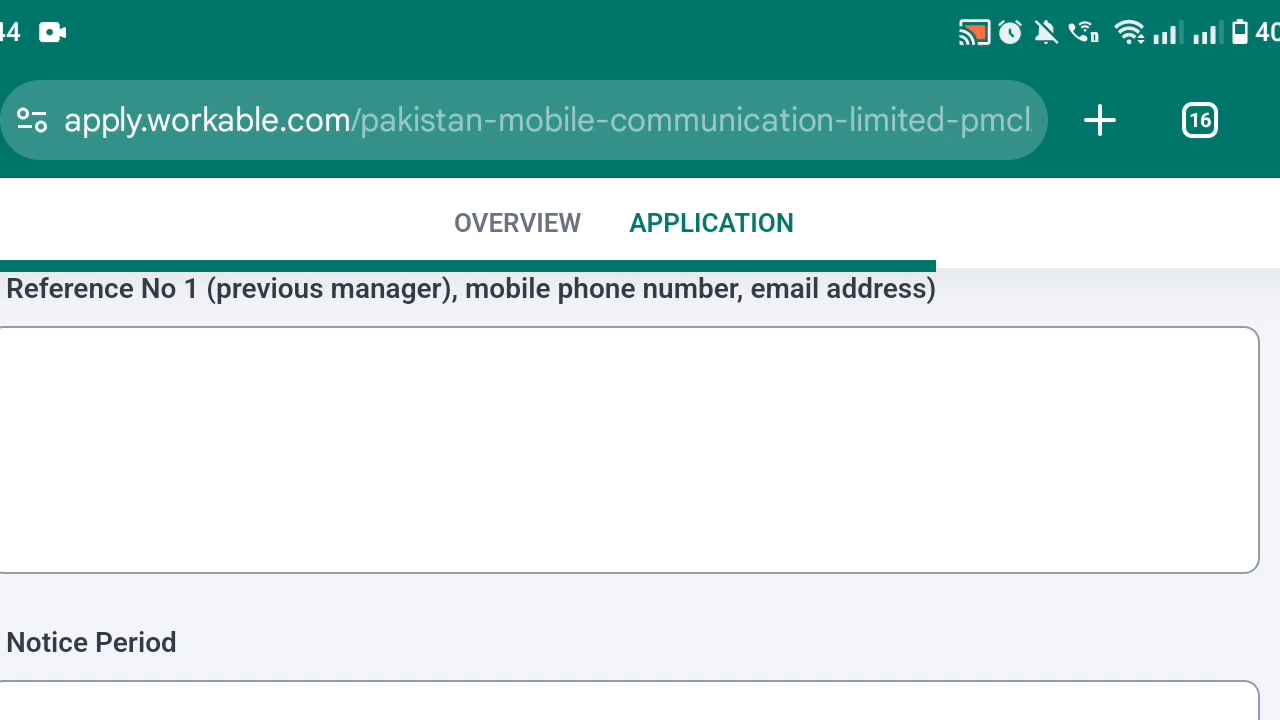 44
40
apply.workable.com/pakistan-mobile-communication-limited-pmcl
16
OVERVIEW APPLICATION
Reference No 1 (previous manager), mobile phone number, email address)
Notice Period